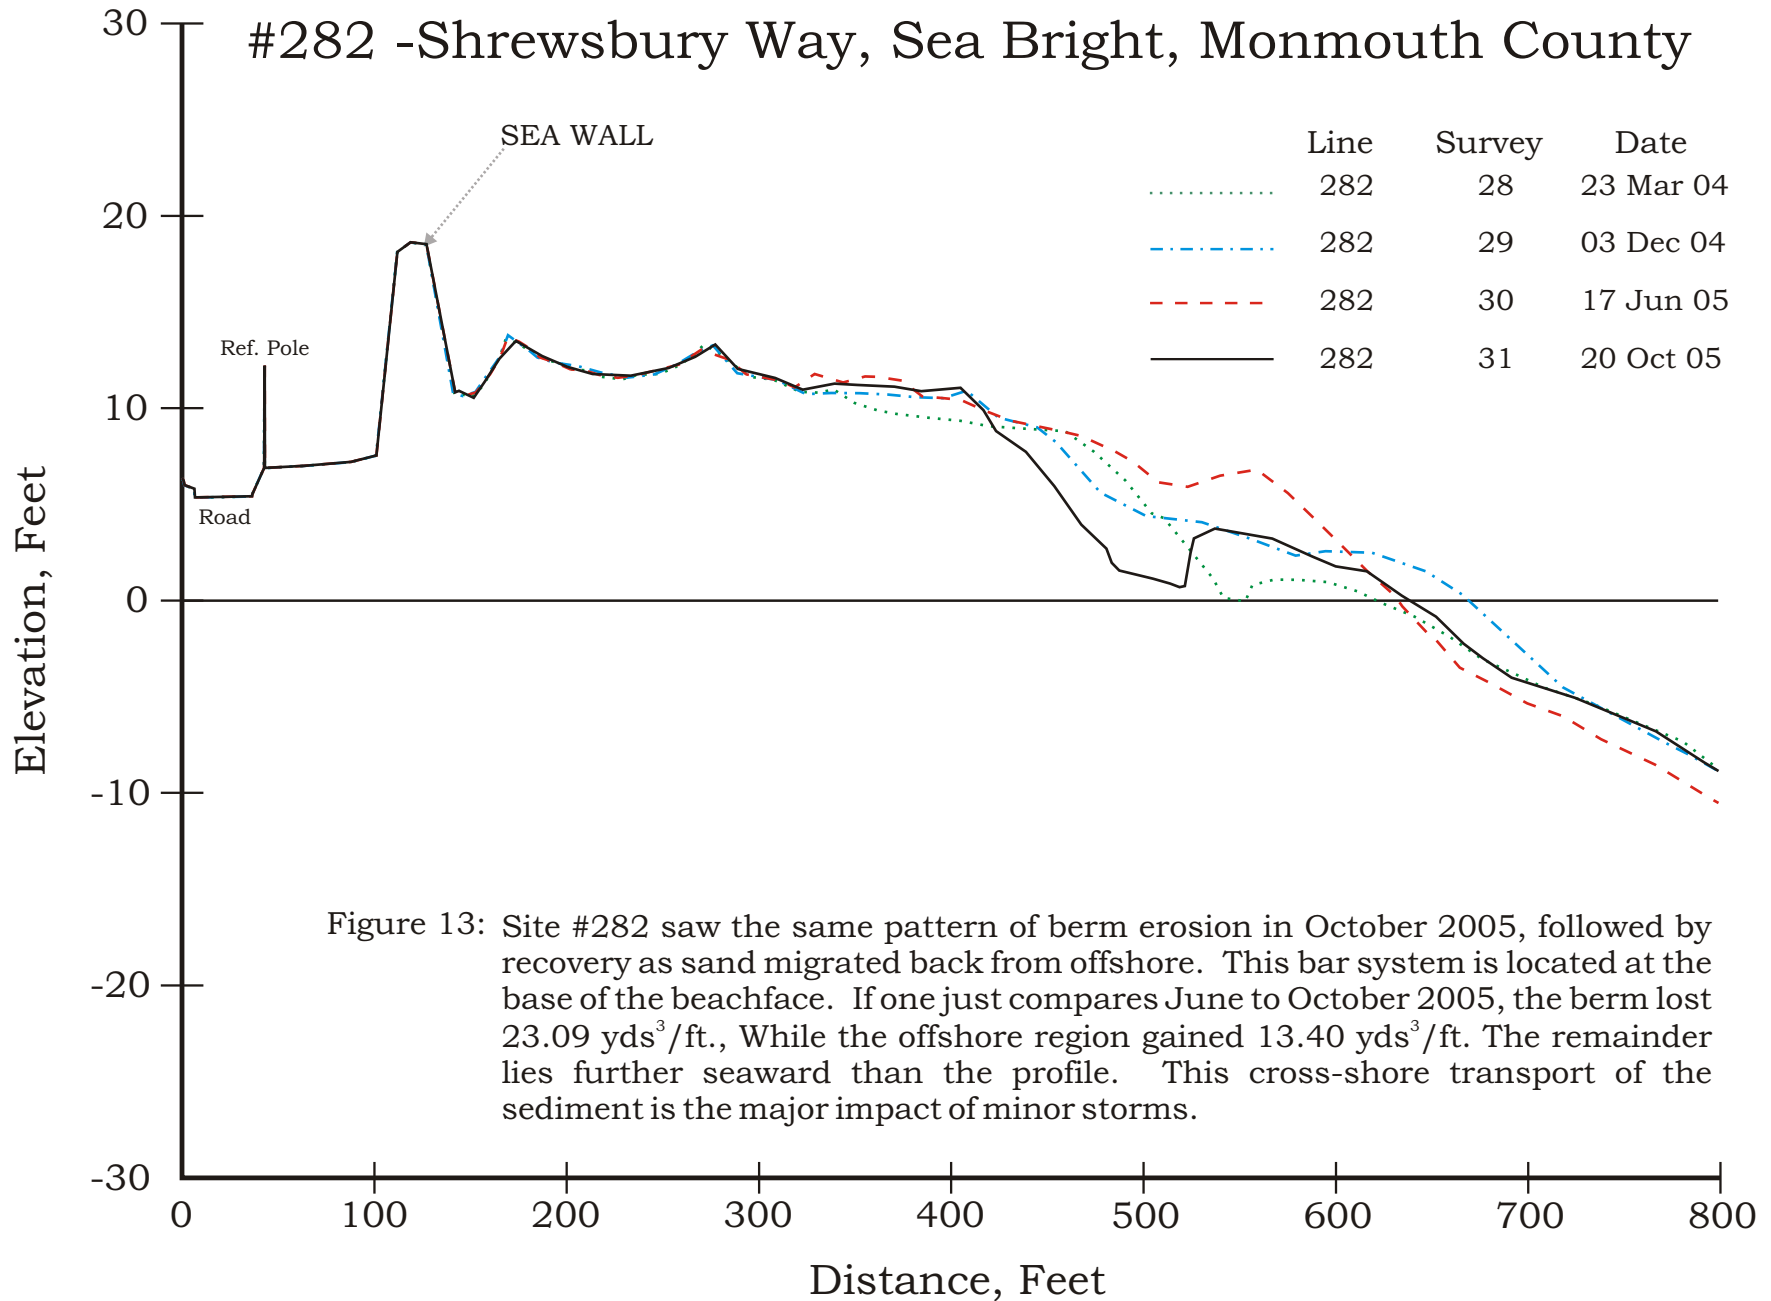 #282 -Shrewsbury Way, Sea Bright, Monmouth County
30
20
10
0
-10
-20
-30
Elevation, Feet
SEA WALL
Ref. Pole
Road
Line Survey Date
282 28 23 Mar 04
282 29 03 Dec 04
282 30 17 Jun 05
282 31 20 Oct 05
Figure 13: Site #282 saw the same pattern of berm erosion in October 2005, followed by
recovery as sand migrated back from offshore. This bar system is located at the
base of the beachface. If one just compares June to October 2005, the berm lost
23.09 yds³/ft., While the offshore region gained 13.40 yds³/ft. The remainder
lies further seaward than the profile. This cross-shore transport of the
sediment is the major impact of minor storms.
0 100 200 300 400 500 600 700 800
Distance, Feet